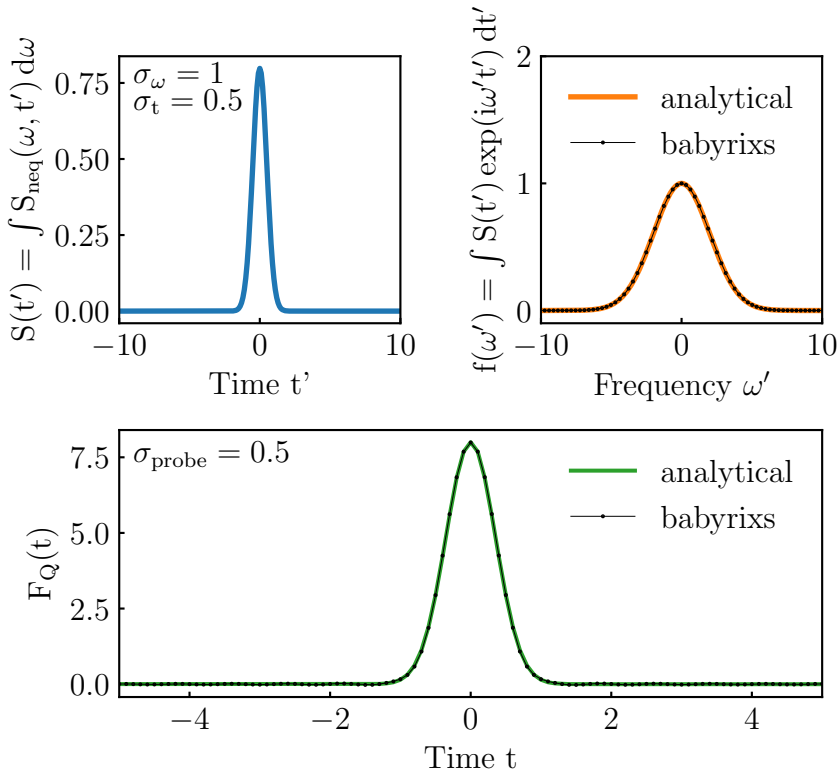 S(t′) = ∫ S_neq(ω, t′) dω
0.75
0.50
0.25
0.00
σ_ω = 1
σ_t = 0.5
−10
0
10
Time t'
f(ω′) = ∫ S(t′) exp(iω′t′) dt′
2
1
0
analytical
babyrixs
−10
0
10
Frequency ω′
F_Q(t)
7.5
5.0
2.5
0.0
σ_probe = 0.5
analytical
babyrixs
−4
−2
0
2
4
Time t